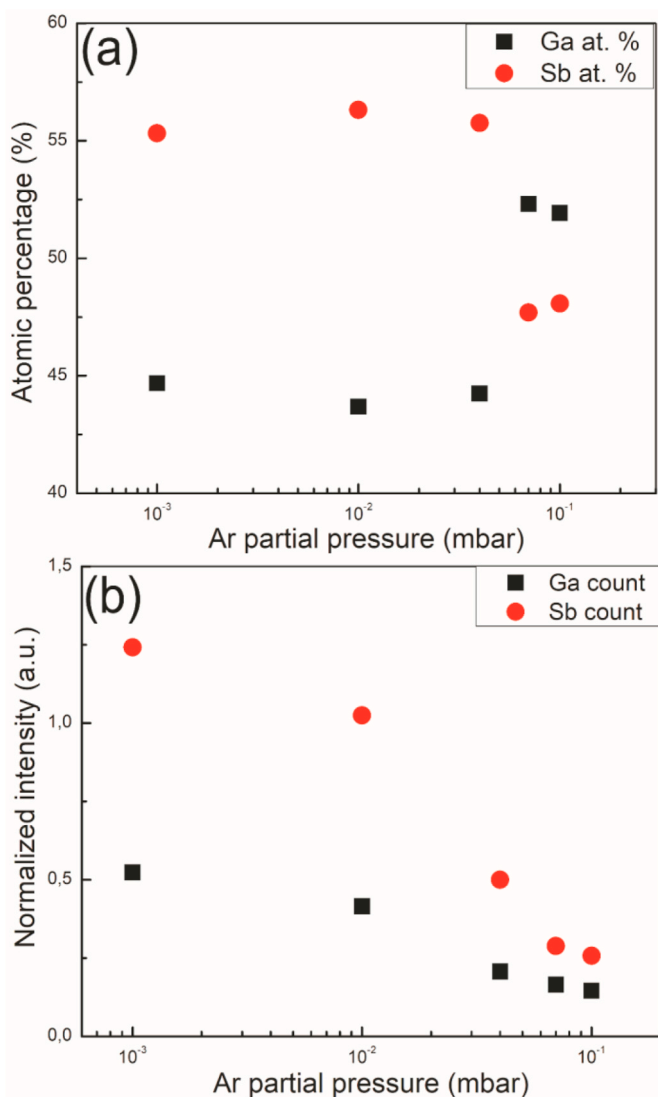 (a)
Ga at. %
Sb at. %
60
55
50
45
40
Atomic percentage (%)
10⁻³
10⁻²
10⁻¹
Ar partial pressure (mbar)
(b)
Ga count
Sb count
1,5
1,0
0,5
0,0
Normalized intensity (a.u.)
10⁻³
10⁻²
10⁻¹
Ar partial pressure (mbar)